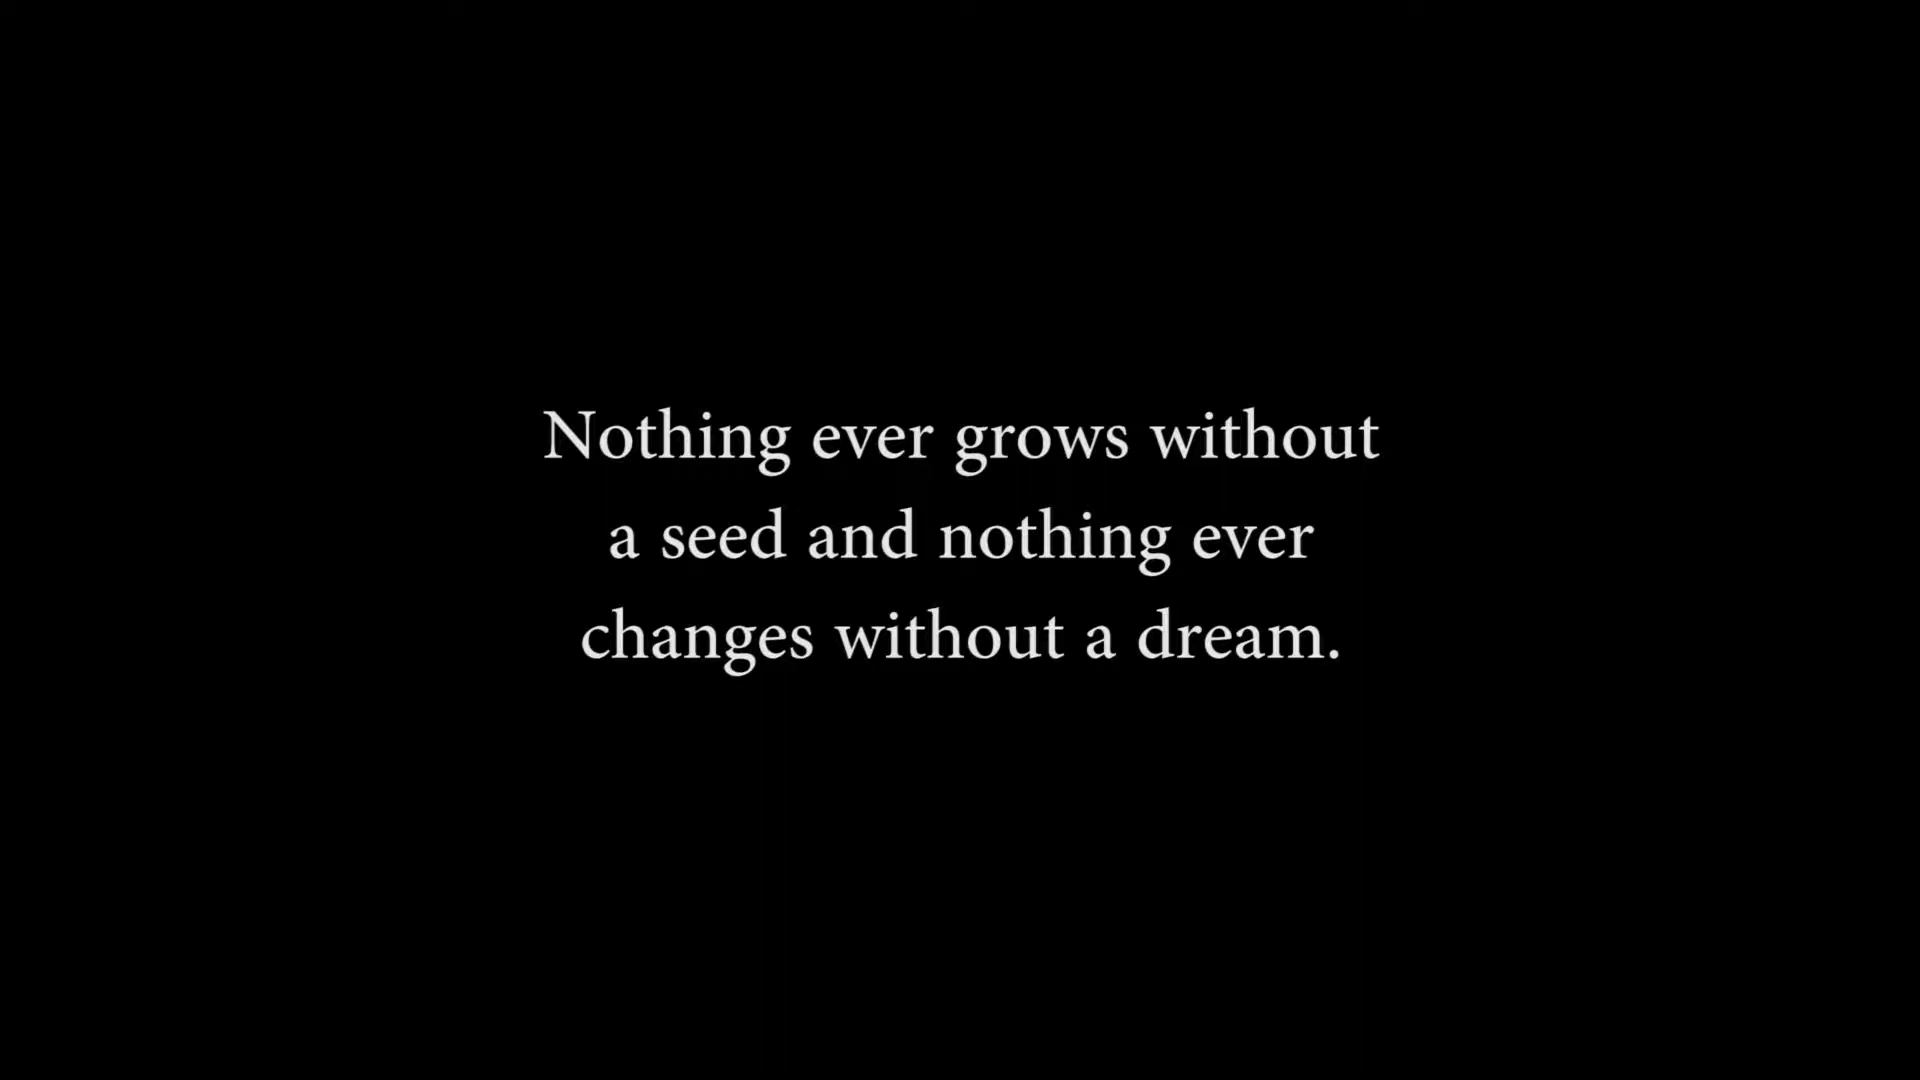 Nothing ever grows without
a seed and nothing ever
changes without a dream.